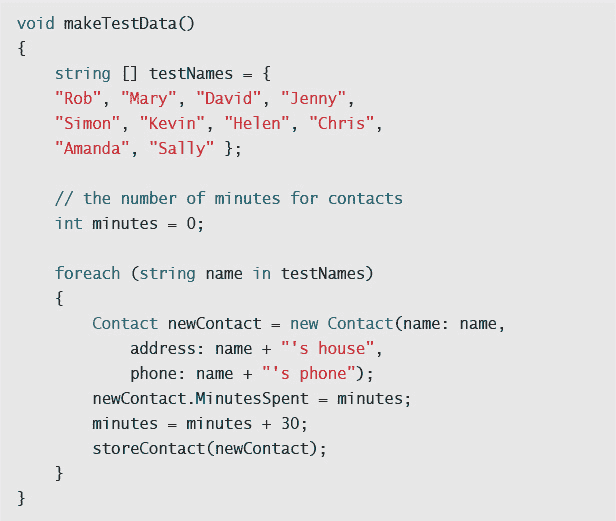 void makeTestData()
{
    string [] testNames = {
    "Rob", "Mary", "David", "Jenny",
    "Simon", "Kevin", "Helen", "Chris",
    "Amanda", "Sally" };

    // the number of minutes for contacts
    int minutes = 0;

    foreach (string name in testNames)
    {
        Contact newContact = new Contact(name: name,
            address: name + "'s house",
            phone: name + "'s phone");
        newContact.MinutesSpent = minutes;
        minutes = minutes + 30;
        storeContact(newContact);
    }
}